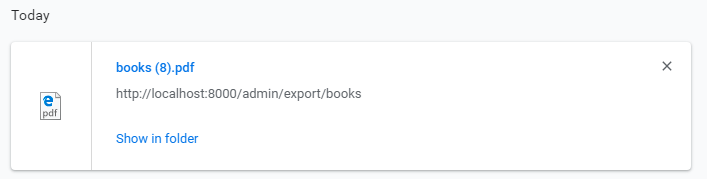 Today
books (8).pdf
http://localhost:8000/admin/export/books
pdf
Show in folder